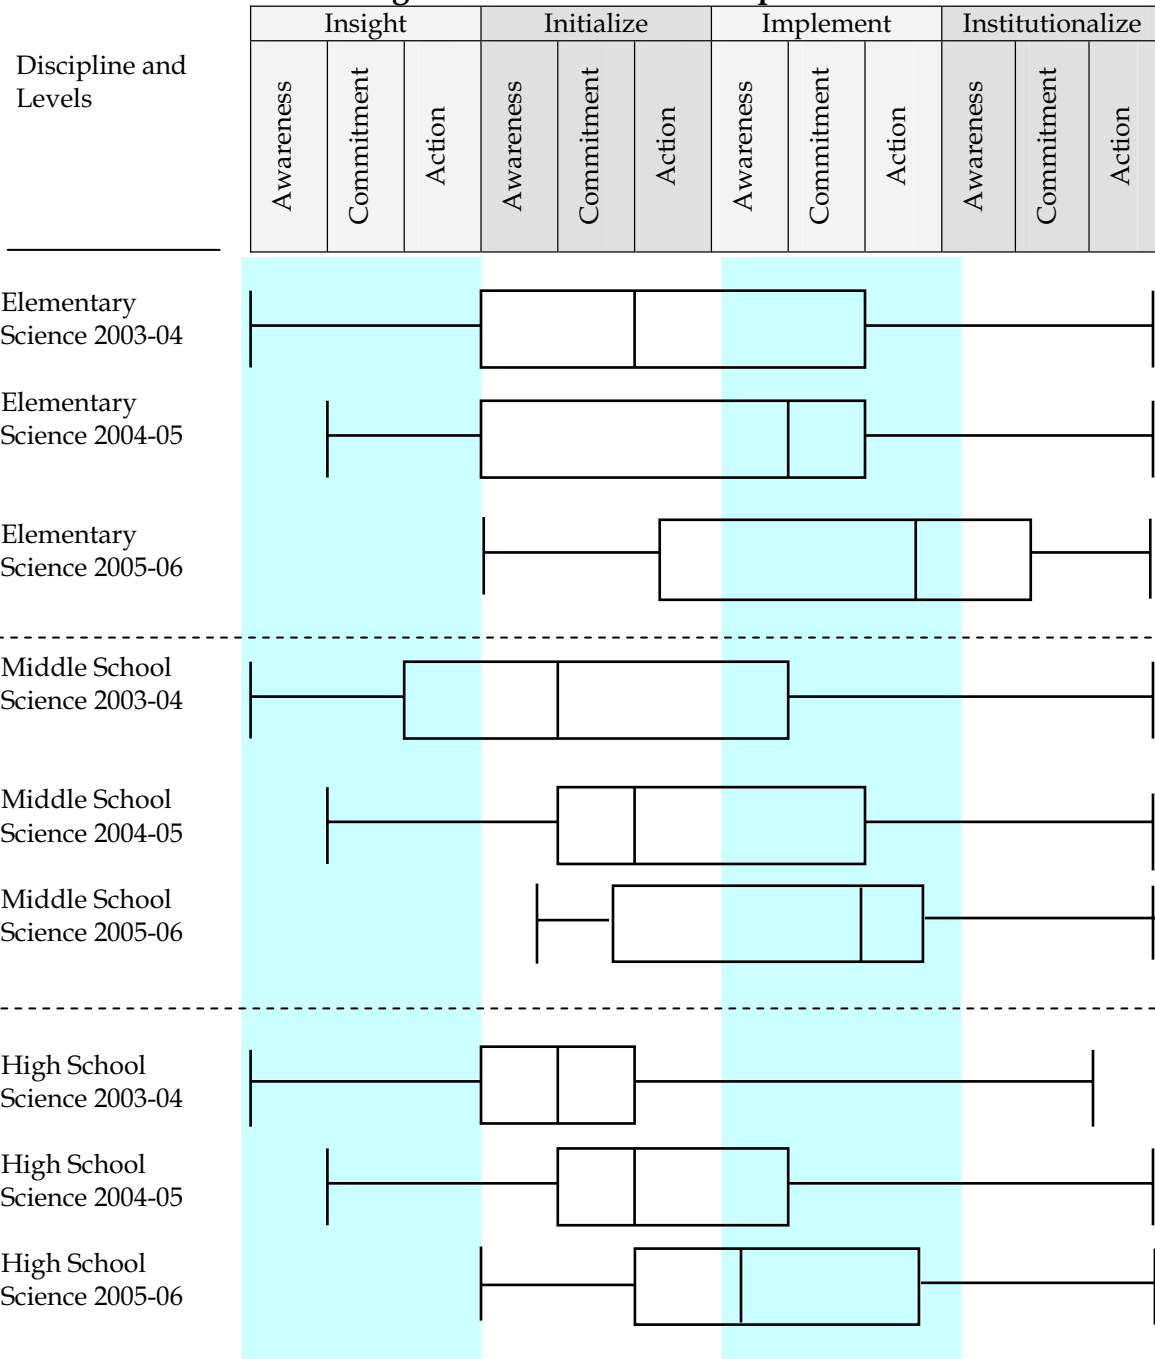 Insight Initialize Implement Institutionalize
Discipline and
Levels
Awareness Commitment Action Awareness Commitment Action Awareness Commitment Action Awareness Commitment Action
Elementary
Science 2003-04
Elementary
Science 2004-05
Elementary
Science 2005-06
Middle School
Science 2003-04
Middle School
Science 2004-05
Middle School
Science 2005-06
High School
Science 2003-04
High School
Science 2004-05
High School
Science 2005-06